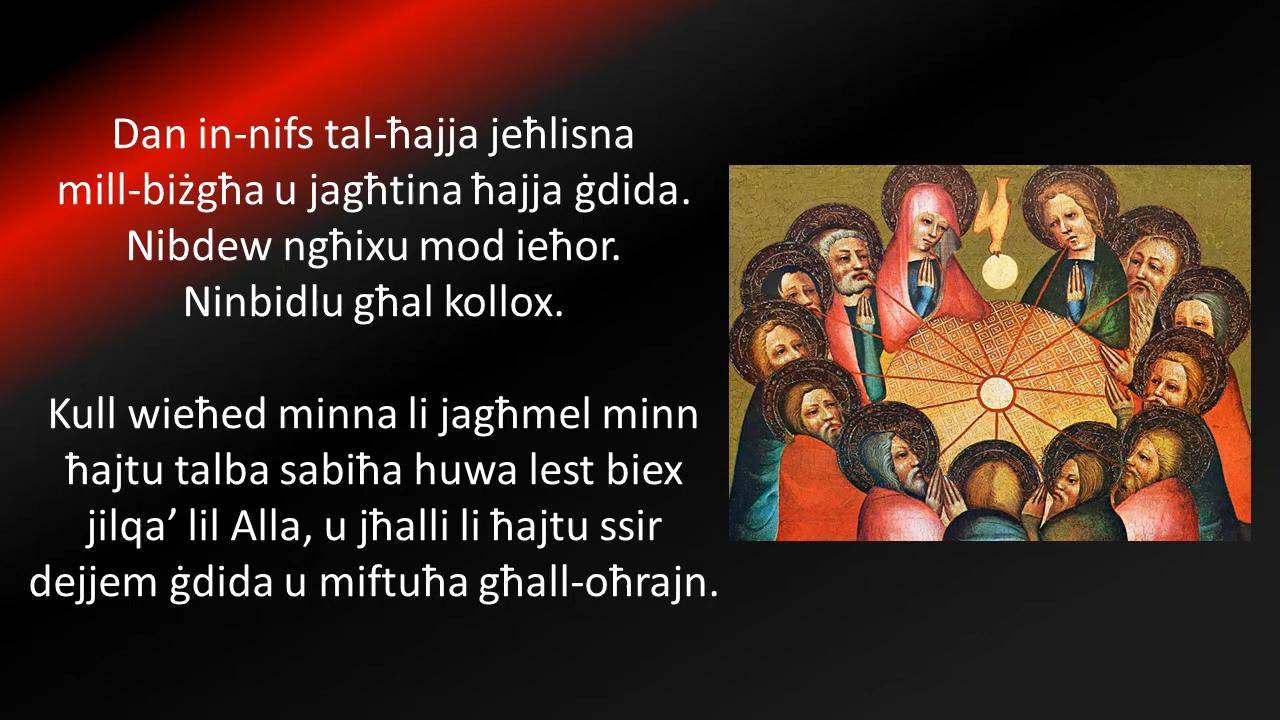 Dan in-nifs tal-ħajja jeħlisna
mill-biżgħa u jagħtina ħajja ġdida.
Nibdew ngħixu mod ieħor.
Ninbidlu għal kollox.
Kull wieħed minna li jagħmel minn
ħajtu talba sabiħa huwa lest biex
jilqa’ lil Alla, u jħalli li ħajtu ssir
dejjem ġdida u miftuħa għall-oħrajn.